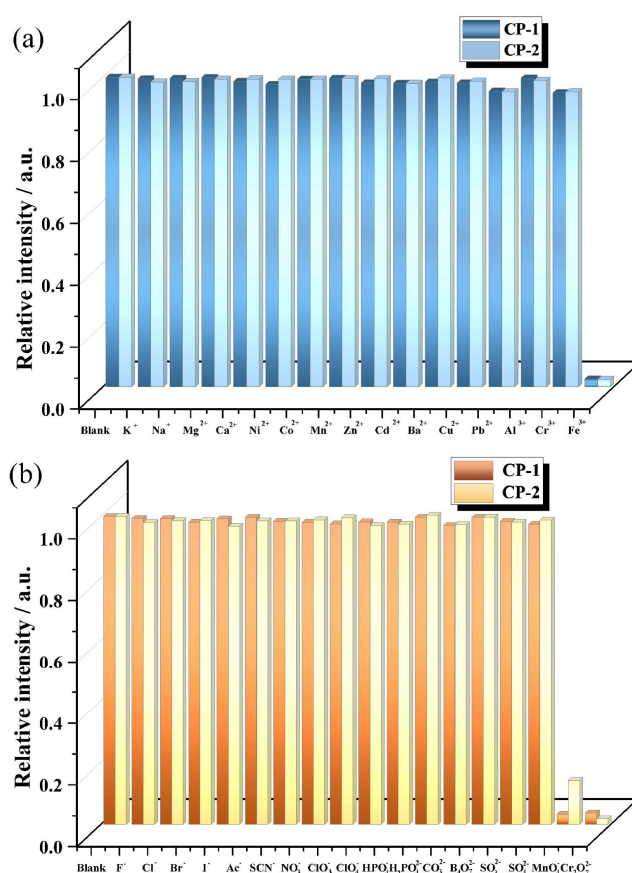 (a)
CP-1
CP-2
Relative intensity / a.u.
1.0
0.8
0.6
0.4
0.2
0.0
Blank K⁺ Na⁺ Mg²⁺ Ca²⁺ Ni²⁺ Co²⁺ Mn²⁺ Zn²⁺ Cd²⁺ Ba²⁺ Cu²⁺ Pb²⁺ Al³⁺ Cr³⁺ Fe³⁺
(b)
CP-1
CP-2
Relative intensity / a.u.
1.0
0.8
0.6
0.4
0.2
0.0
Blank F⁻ Cl⁻ Br⁻ I⁻ Ac⁻ SCN⁻ NO₃⁻ ClO₃⁻ ClO₄⁻ HPO₄⁻ H₂PO₄²⁻ CO₃²⁻ B₄O₇²⁻ SO₃²⁻ SO₄²⁻ MnO₄⁻ Cr₂O₇²⁻